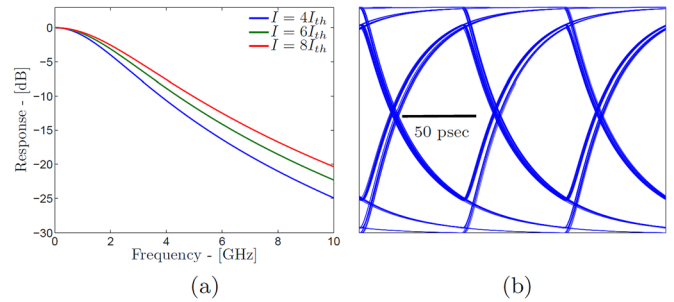 I = 4I_th
I = 6I_th
I = 8I_th
Response - [dB]
0
−5
−10
−15
−20
−25
−30
0 2 4 6 8 10
Frequency - [GHz]
(a)
50 psec
(b)